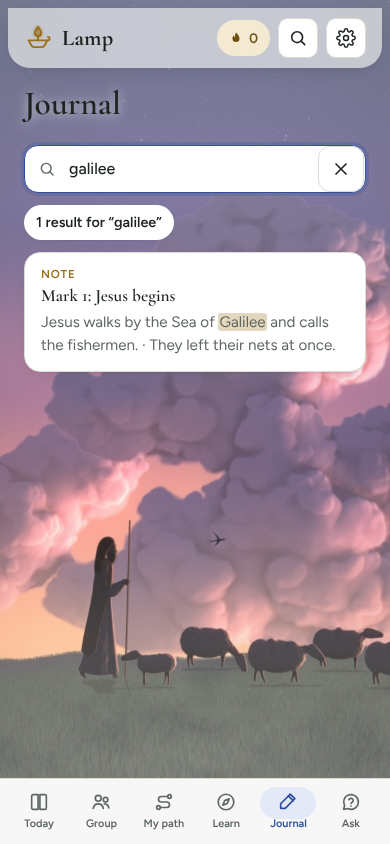 Lamp
0
Journal
galilee
1 result for “galilee”
NOTE
Mark 1: Jesus begins
Jesus walks by the Sea of Galilee and calls
the fishermen. · They left their nets at once.
Today
Group
My path
Learn
Journal
Ask